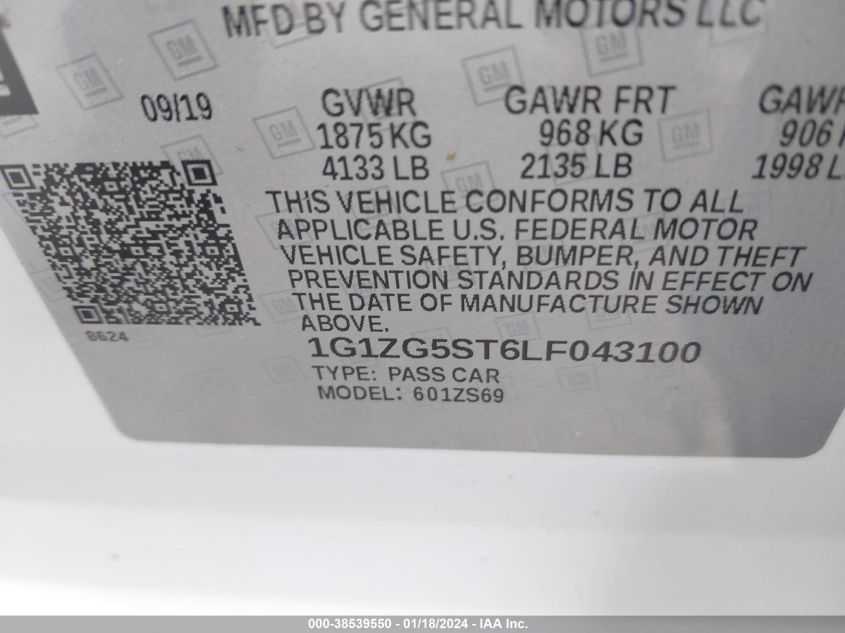 MFD BY GENERAL MOTORS LLC
09/19 GVWR GAWR FRT GAWR
1875 KG 968 KG 906
4133 LB 2135 LB 1998
THIS VEHICLE CONFORMS TO ALL
APPLICABLE U.S. FEDERAL MOTOR
VEHICLE SAFETY, BUMPER, AND THEFT
PREVENTION STANDARDS IN EFFECT ON
THE DATE OF MANUFACTURE SHOWN
ABOVE.
8624
1G1ZG5ST6LF043100
TYPE: PASS CAR
MODEL: 601ZS69
000-38539550 - 01/18/2024 - IAA Inc.